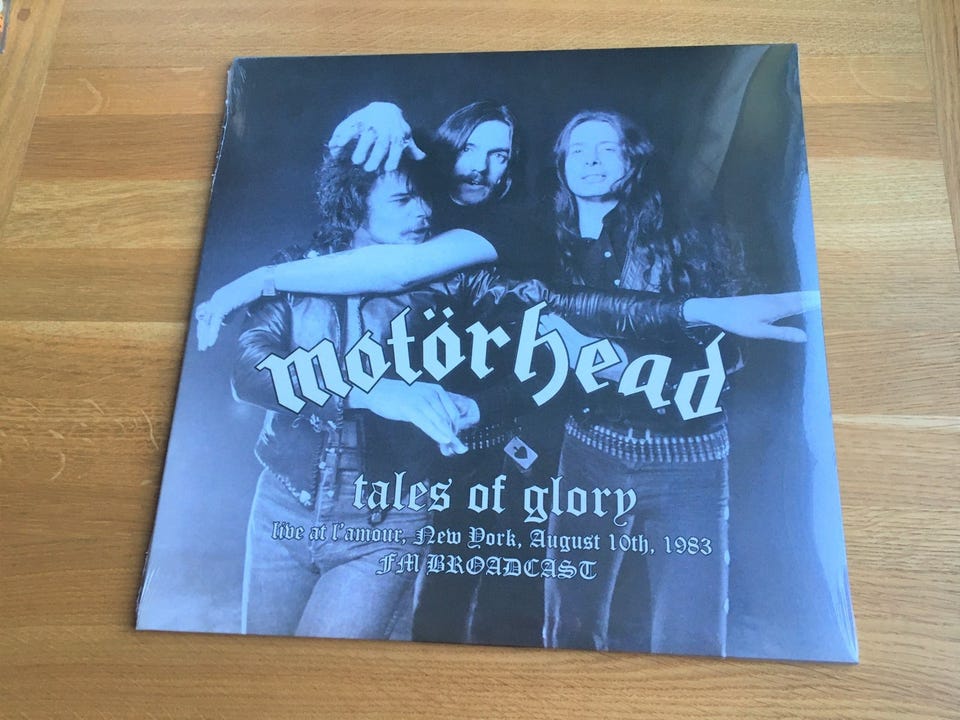 motörhead
tales of glory
live at l'amour, New York, August 10th, 1983
FM BROADCAST